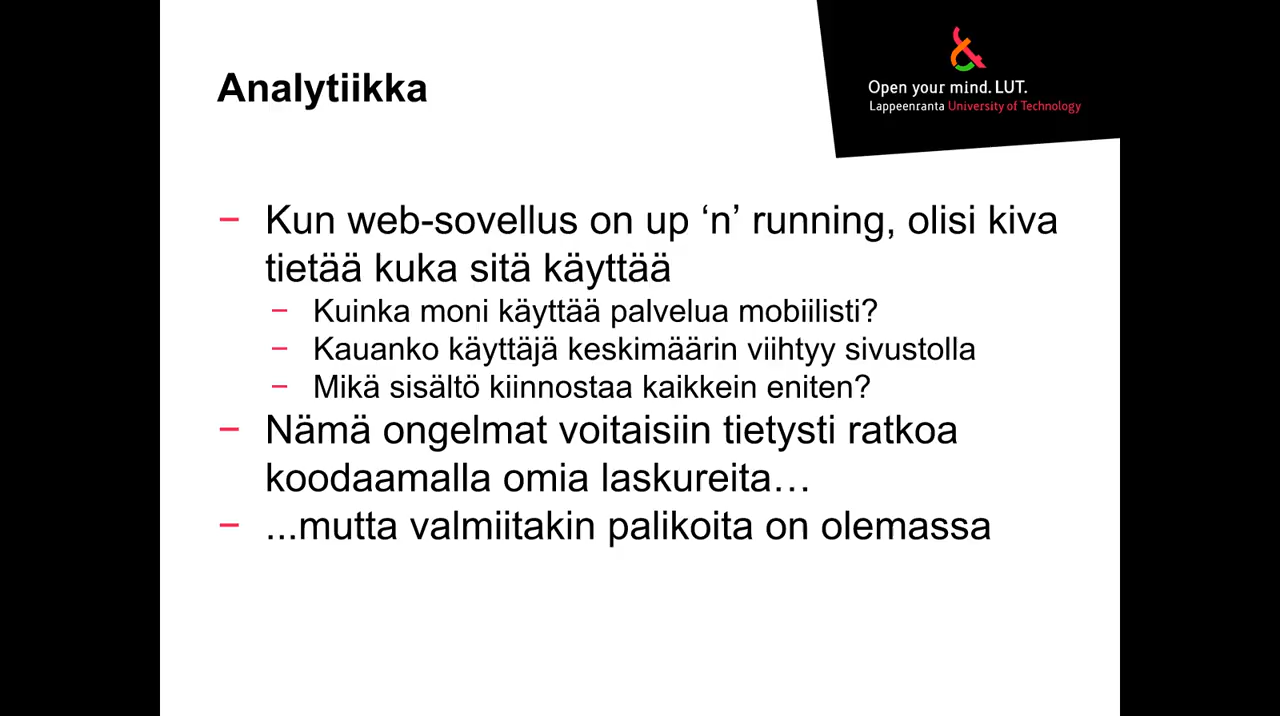 Analytiikka
Open your mind. LUT.
Lappeenranta University of Technology
− Kun web-sovellus on up ‘n’ running, olisi kiva
tietää kuka sitä käyttää
− Kuinka moni käyttää palvelua mobiilisti?
− Kauanko käyttäjä keskimäärin viihtyy sivustolla
− Mikä sisältö kiinnostaa kaikkein eniten?
− Nämä ongelmat voitaisiin tietysti ratkoa
koodaamalla omia laskureita…
− ...mutta valmiitakin palikoita on olemassa